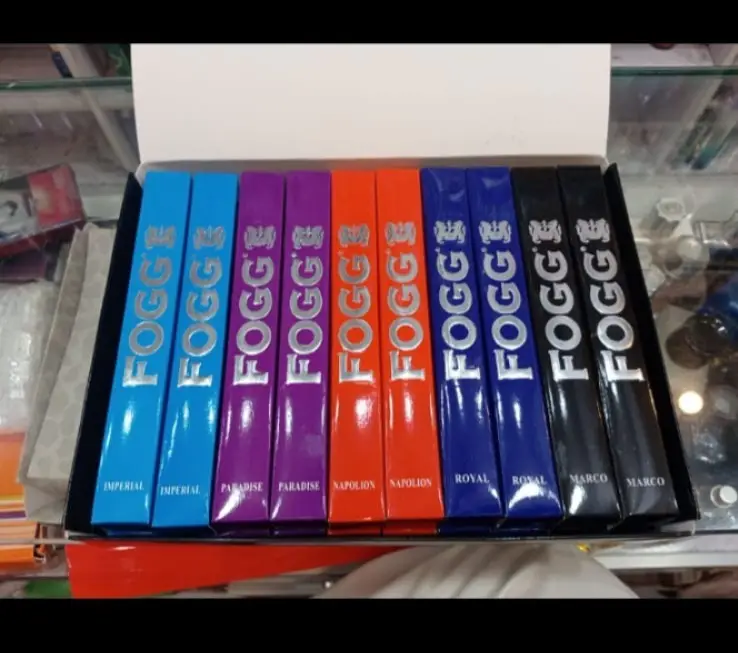 FOGG
FOGG
FOGG
FOGG
FOGG
FOGG
FOGG
FOGG
FOGG
FOGG
IMPERIAL
IMPERIAL
PARADISE
PARADISE
NAPOLION
NAPOLION
ROYAL
ROYAL
MARCO
MARCO